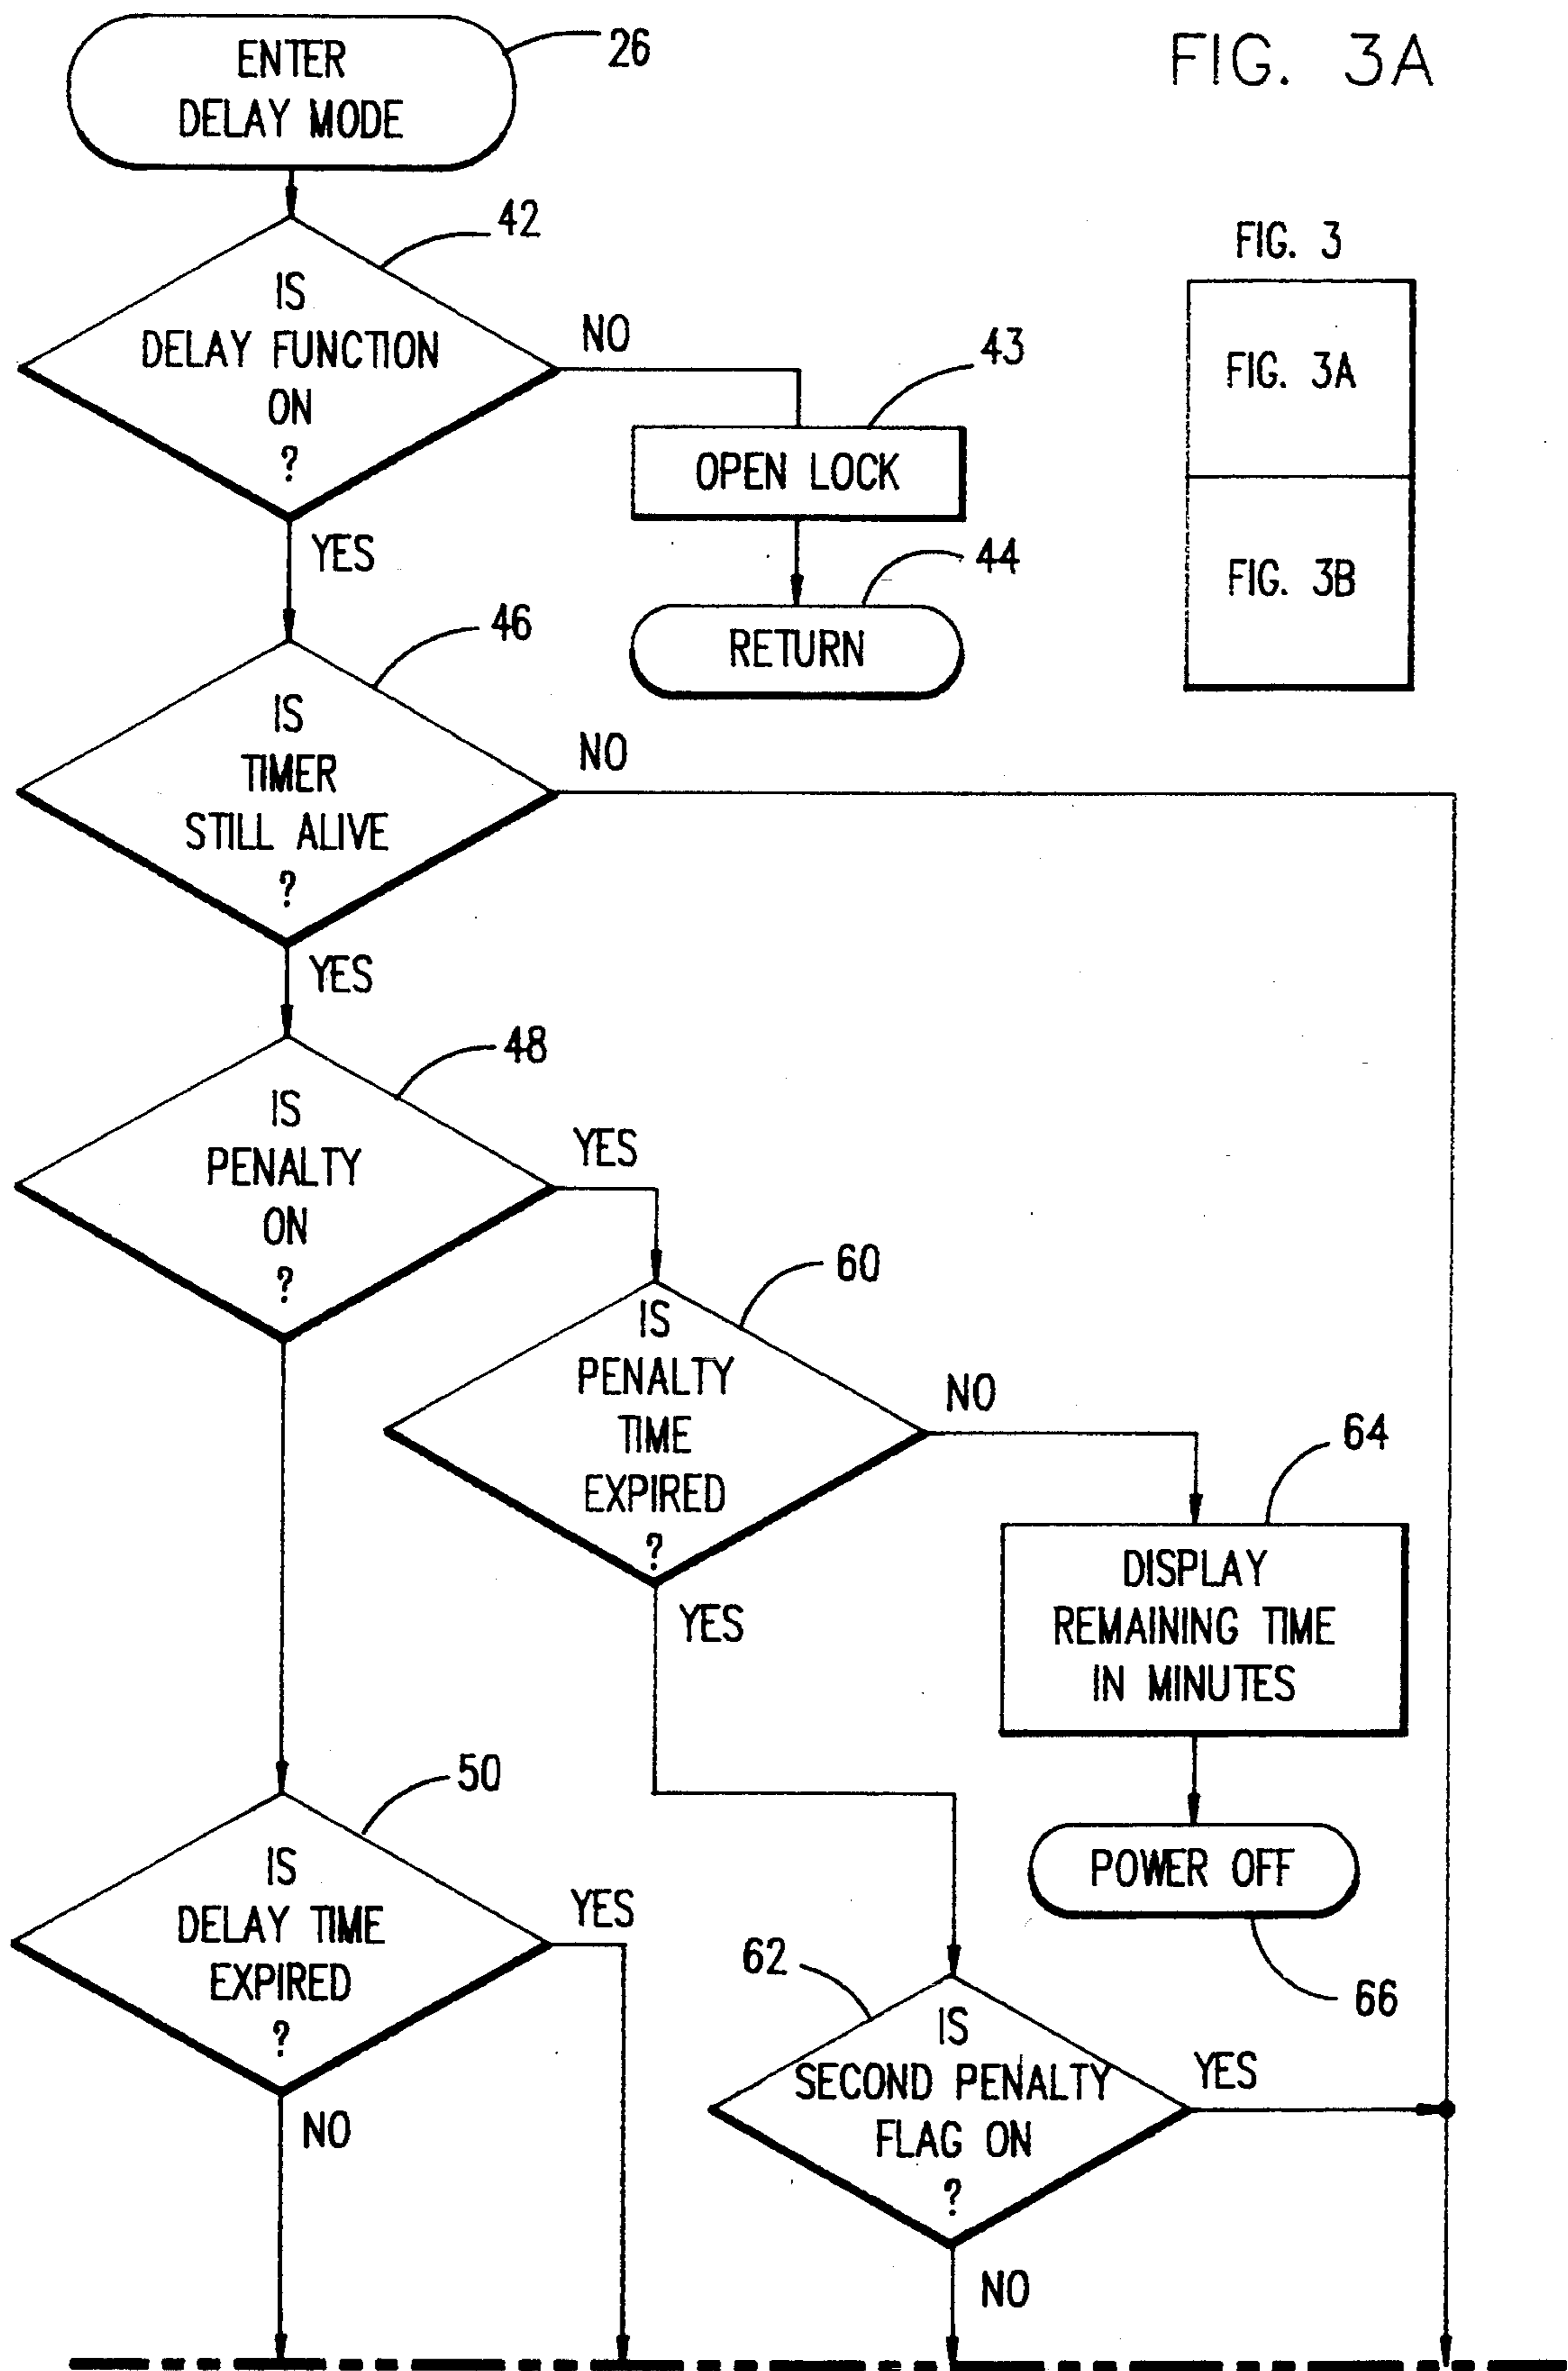 FIG. 3A
ENTER
DELAY MODE
26
42
IS
DELAY FUNCTION
ON
?
NO
YES
43
OPEN LOCK
44
RETURN
FIG. 3
FIG. 3A
FIG. 3B
46
IS
TIMER
STILL ALIVE
?
NO
YES
48
IS
PENALTY
ON
?
YES
60
IS
PENALTY
TIME
EXPIRED
?
NO
YES
64
DISPLAY
REMAINING TIME
IN MINUTES
POWER OFF
66
50
IS
DELAY TIME
EXPIRED
?
YES
NO
62
IS
SECOND PENALTY
FLAG ON
?
YES
NO